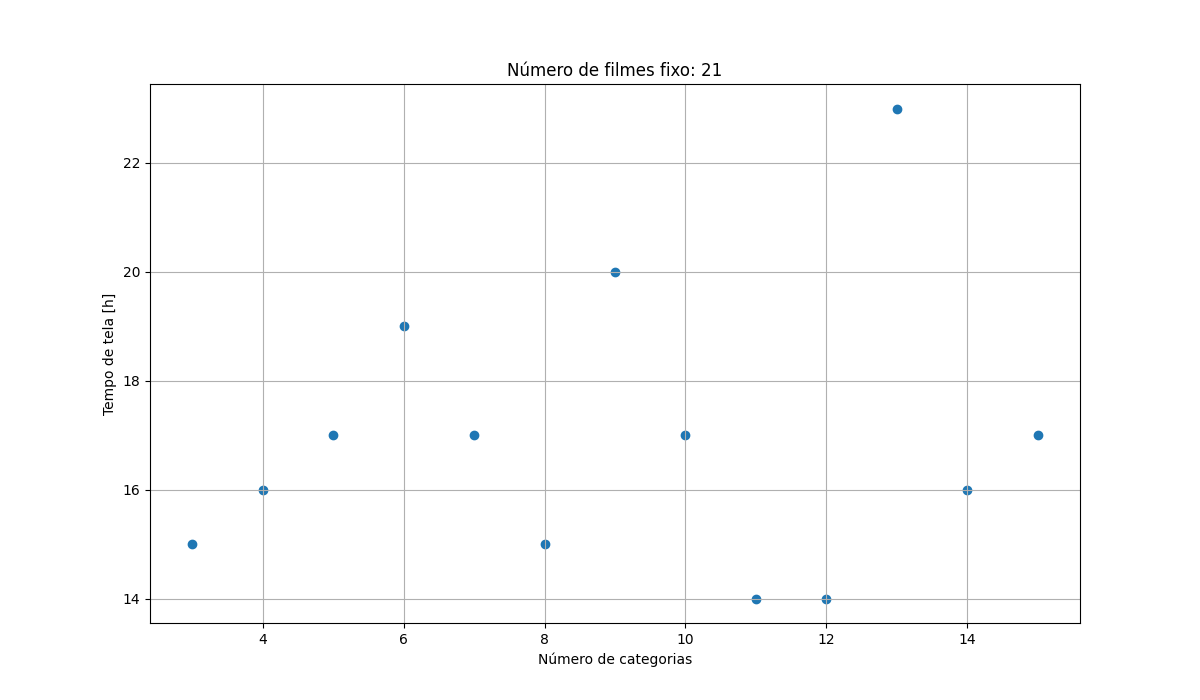 Número de filmes fixo: 21
Tempo de tela [h]
22
20
18
16
14
4 6 8 10 12 14
Número de categorias